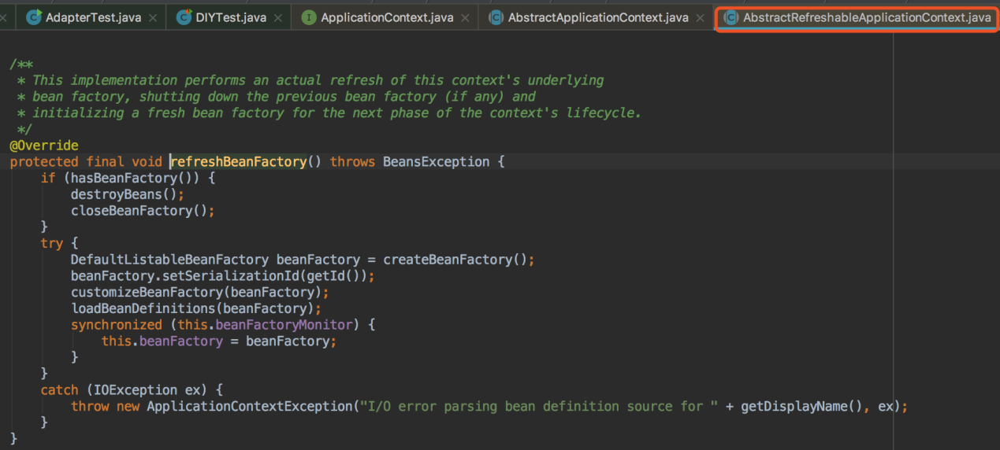 AdapterTest.java DIYTest.java ApplicationContext.java AbstractApplicationContext.java AbstractRefreshableApplicationContext.java
/**
 * This implementation performs an actual refresh of this context's underlying
 * bean factory, shutting down the previous bean factory (if any) and
 * initializing a fresh bean factory for the next phase of the context's lifecycle.
 */
@Override
protected final void refreshBeanFactory() throws BeansException {
    if (hasBeanFactory()) {
        destroyBeans();
        closeBeanFactory();
    }
    try {
        DefaultListableBeanFactory beanFactory = createBeanFactory();
        beanFactory.setSerializationId(getId());
        customizeBeanFactory(beanFactory);
        loadBeanDefinitions(beanFactory);
        synchronized (this.beanFactoryMonitor) {
            this.beanFactory = beanFactory;
        }
    }
    catch (IOException ex) {
        throw new ApplicationContextException("I/O error parsing bean definition source for " + getDisplayName(), ex);
    }
}